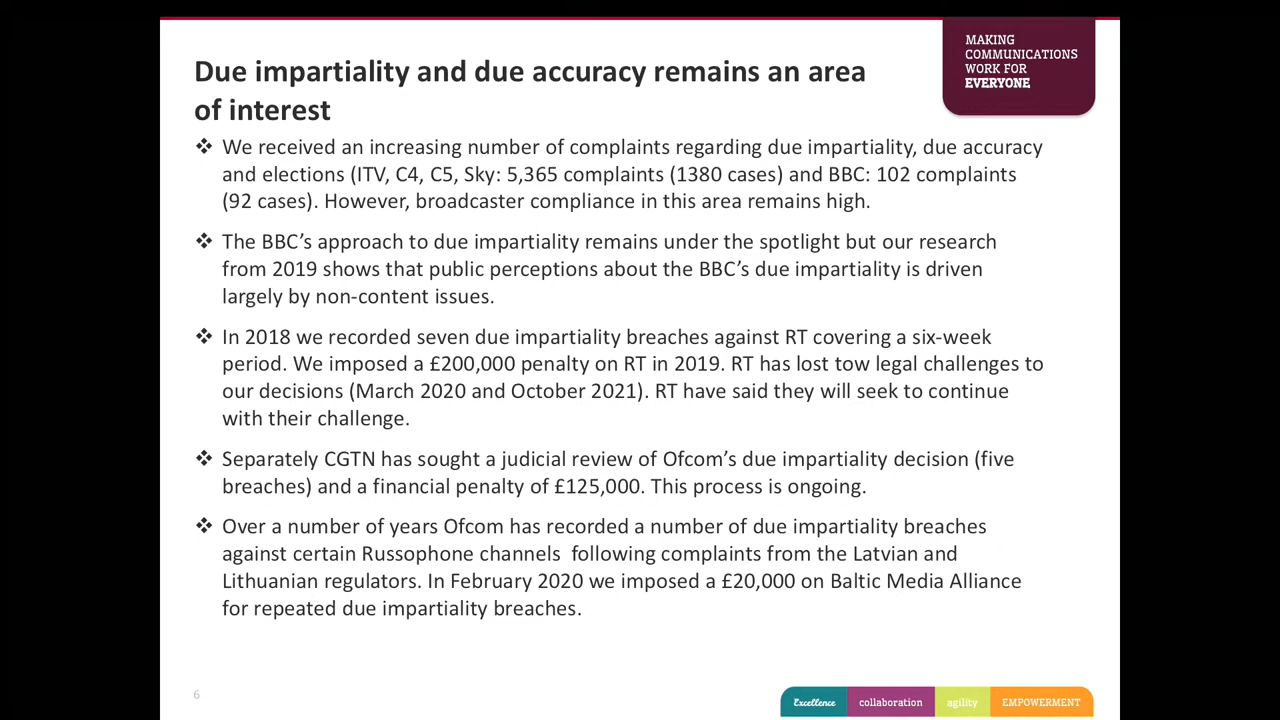 MAKING
COMMUNICATIONS
WORK FOR
EVERYONE
Due impartiality and due accuracy remains an area
of interest
❖ We received an increasing number of complaints regarding due impartiality, due accuracy
and elections (ITV, C4, C5, Sky: 5,365 complaints (1380 cases) and BBC: 102 complaints
(92 cases). However, broadcaster compliance in this area remains high.
❖ The BBC’s approach to due impartiality remains under the spotlight but our research
from 2019 shows that public perceptions about the BBC’s due impartiality is driven
largely by non-content issues.
❖ In 2018 we recorded seven due impartiality breaches against RT covering a six-week
period. We imposed a £200,000 penalty on RT in 2019. RT has lost tow legal challenges to
our decisions (March 2020 and October 2021). RT have said they will seek to continue
with their challenge.
❖ Separately CGTN has sought a judicial review of Ofcom’s due impartiality decision (five
breaches) and a financial penalty of £125,000. This process is ongoing.
❖ Over a number of years Ofcom has recorded a number of due impartiality breaches
against certain Russophone channels  following complaints from the Latvian and
Lithuanian regulators. In February 2020 we imposed a £20,000 on Baltic Media Alliance
for repeated due impartiality breaches.
6
Excellence collaboration agility EMPOWERMENT